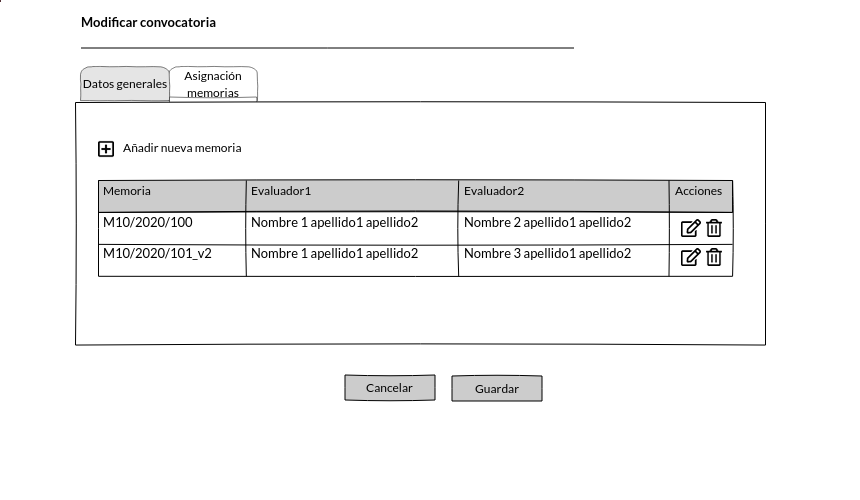 Modificar convocatoria
Datos generales
Asignación
memorias
Añadir nueva memoria
Memoria Evaluador1 Evaluador2 Acciones
M10/2020/100 Nombre 1 apellido1 apellido2 Nombre 2 apellido1 apellido2
M10/2020/101_v2 Nombre 1 apellido1 apellido2 Nombre 3 apellido1 apellido2
Cancelar Guardar